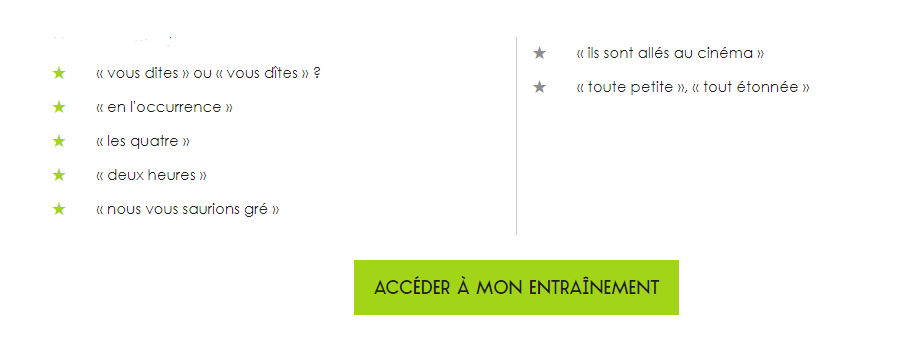 « vous dites » ou « vous dîtes » ?
« en l'occurrence »
« les quatre »
« deux heures »
« nous vous saurions gré »
« ils sont allés au cinéma »
« toute petite », « tout étonnée »
ACCÉDER À MON ENTRAÎNEMENT